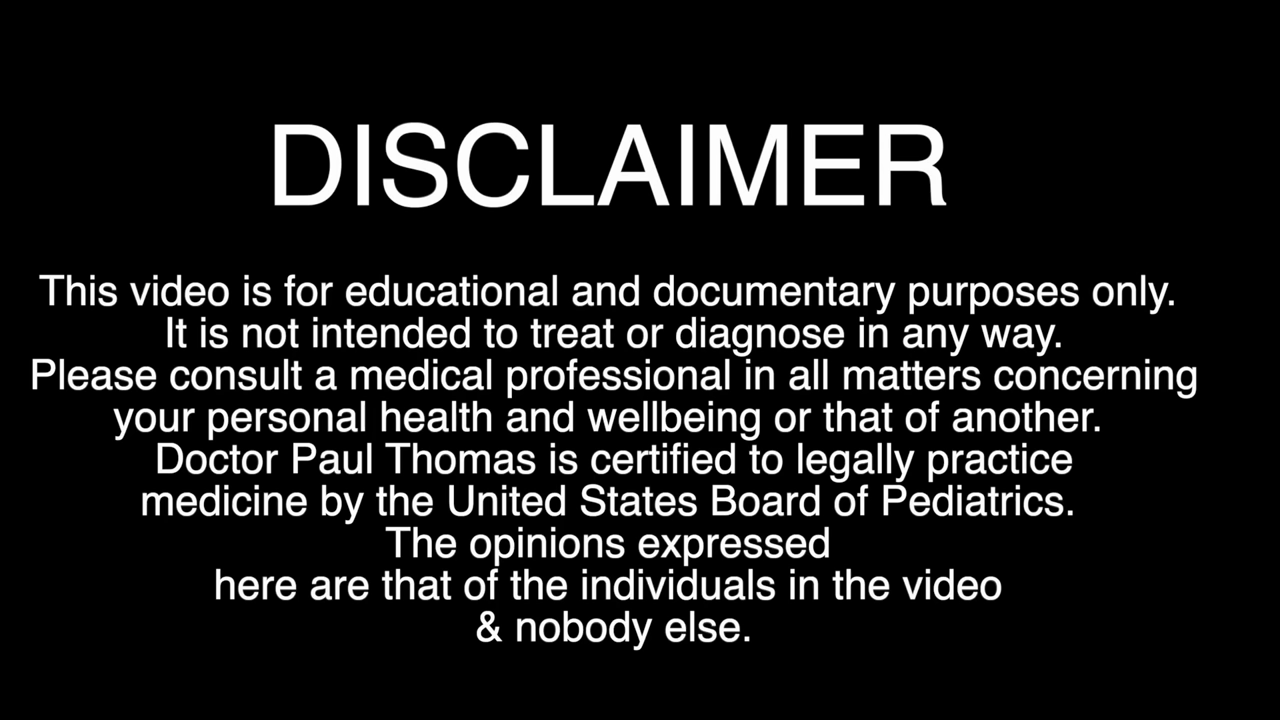 DISCLAIMER
This video is for educational and documentary purposes only.
It is not intended to treat or diagnose in any way.
Please consult a medical professional in all matters concerning
your personal health and wellbeing or that of another.
Doctor Paul Thomas is certified to legally practice
medicine by the United States Board of Pediatrics.
The opinions expressed
here are that of the individuals in the video
& nobody else.